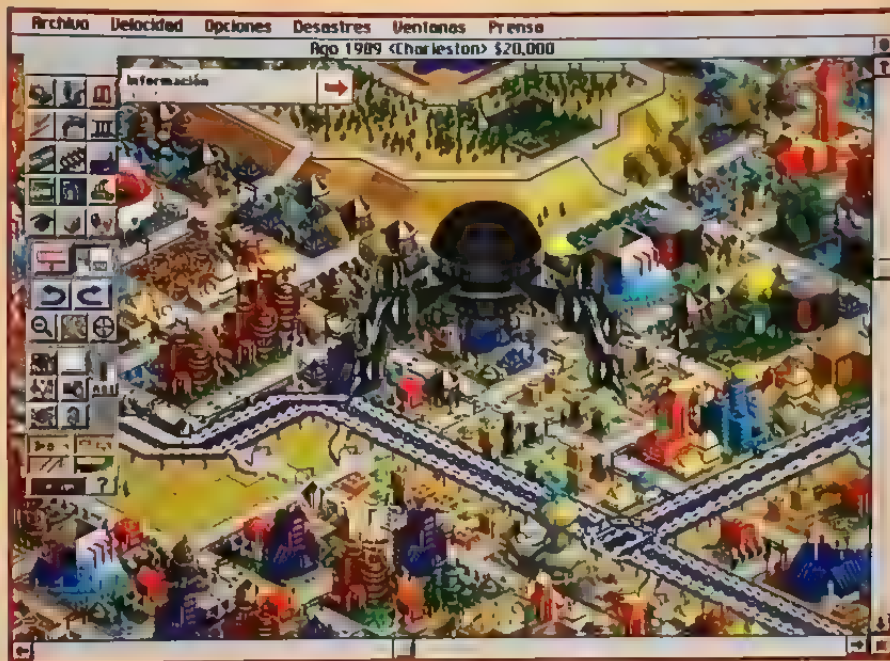 Archivo Velocidad Opciones Desastres Ventanas Prensa
Ago 1989 <Charleston> $20,000
Información
?